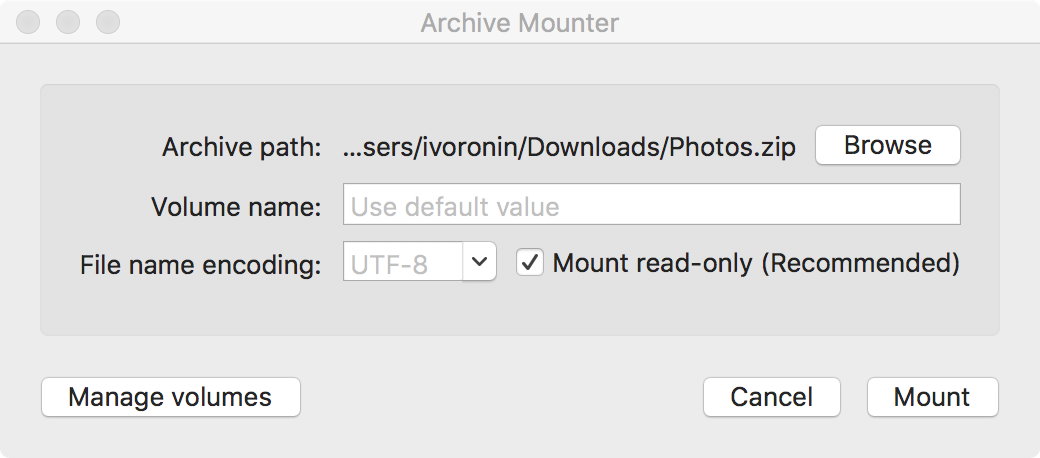 Archive Mounter
Archive path: ...sers/ivoronin/Downloads/Photos.zip Browse
Volume name: Use default value
File name encoding: UTF-8 Mount read-only (Recommended)
Manage volumes Cancel Mount